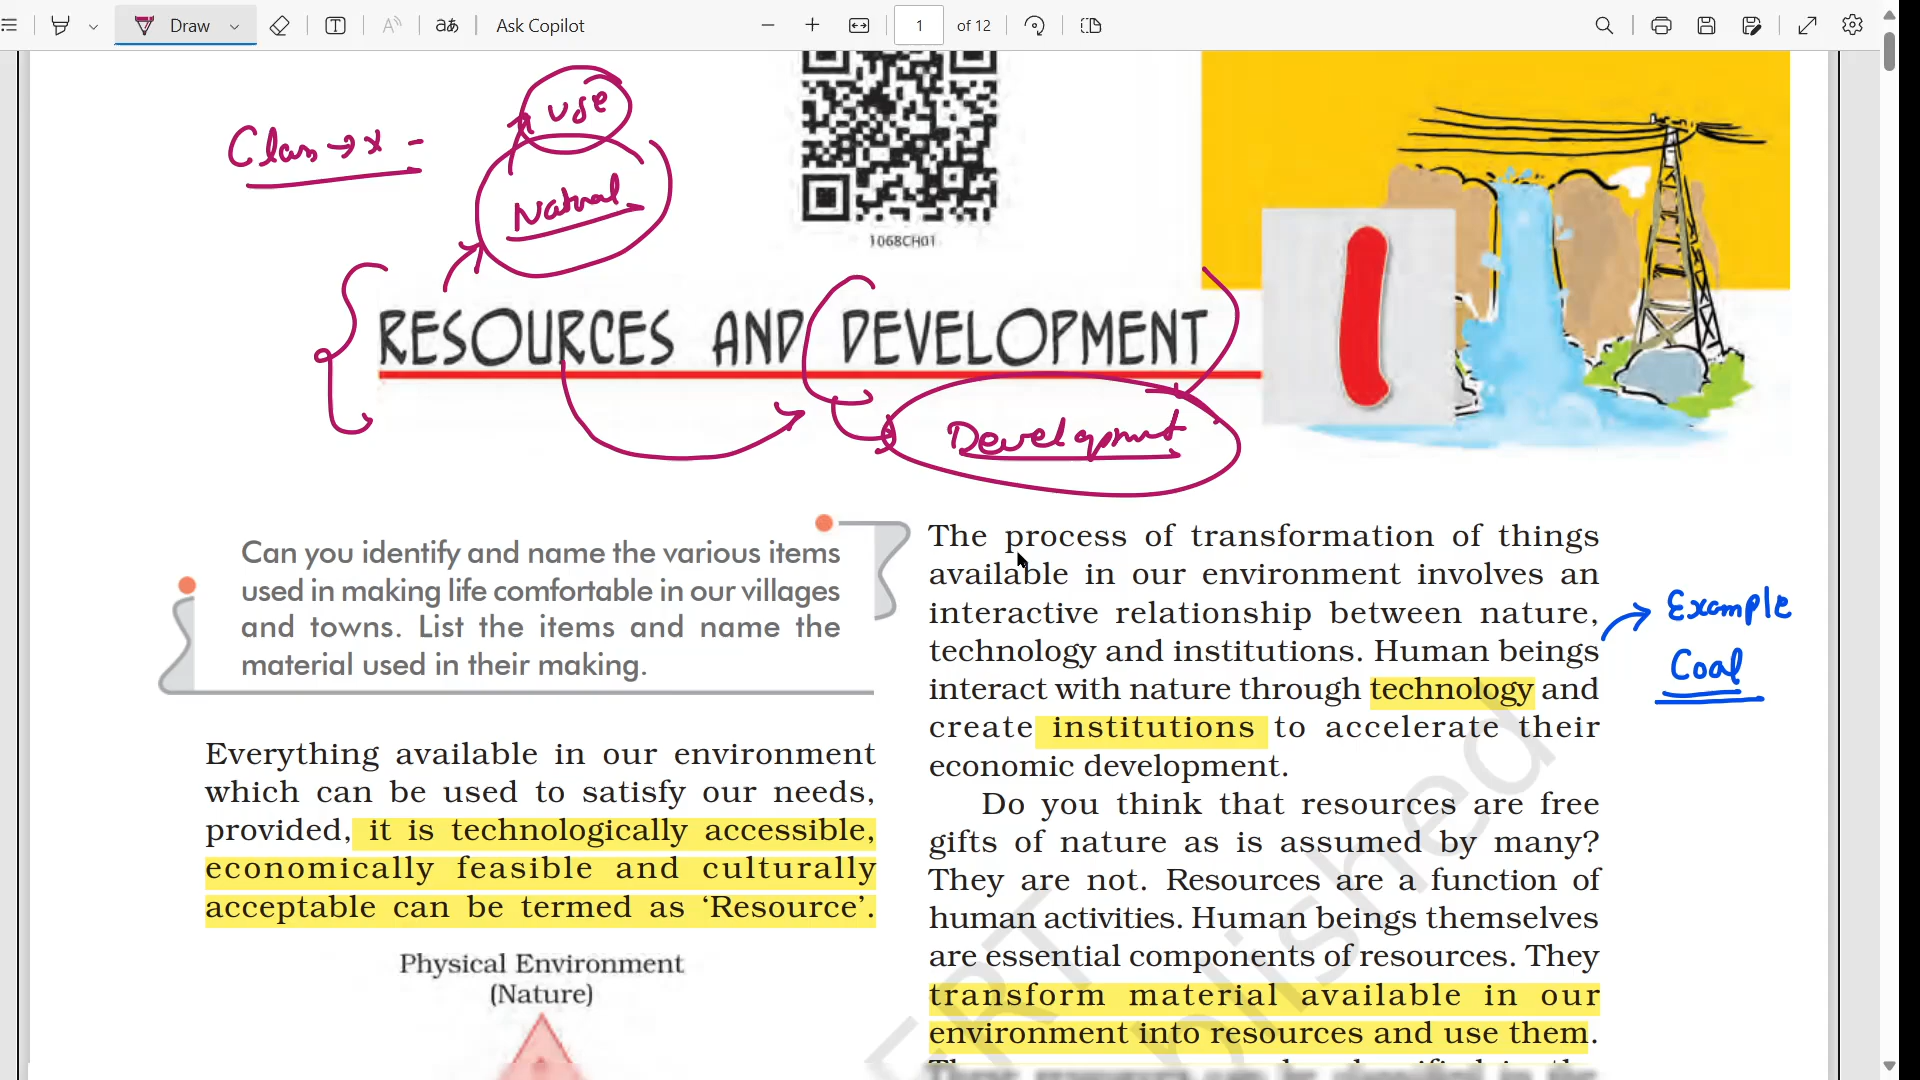 Draw
Ask Copilot
1 of 12
use
Class → x -
Natural
1068CH01
RESOURCES AND DEVELOPMENT
Development
Can you identify and name the various items
used in making life comfortable in our villages
and towns. List the items and name the
material used in their making.
Everything available in our environment
which can be used to satisfy our needs,
provided, it is technologically accessible,
economically feasible and culturally
acceptable can be termed as ‘Resource’.
Physical Environment
(Nature)
The process of transformation of things
available in our environment involves an
interactive relationship between nature,
technology and institutions. Human beings
interact with nature through technology and
create institutions to accelerate their
economic development.
Do you think that resources are free
gifts of nature as is assumed by many?
They are not. Resources are a function of
human activities. Human beings themselves
are essential components of resources. They
transform material available in our
environment into resources and use them.
Example
Coal